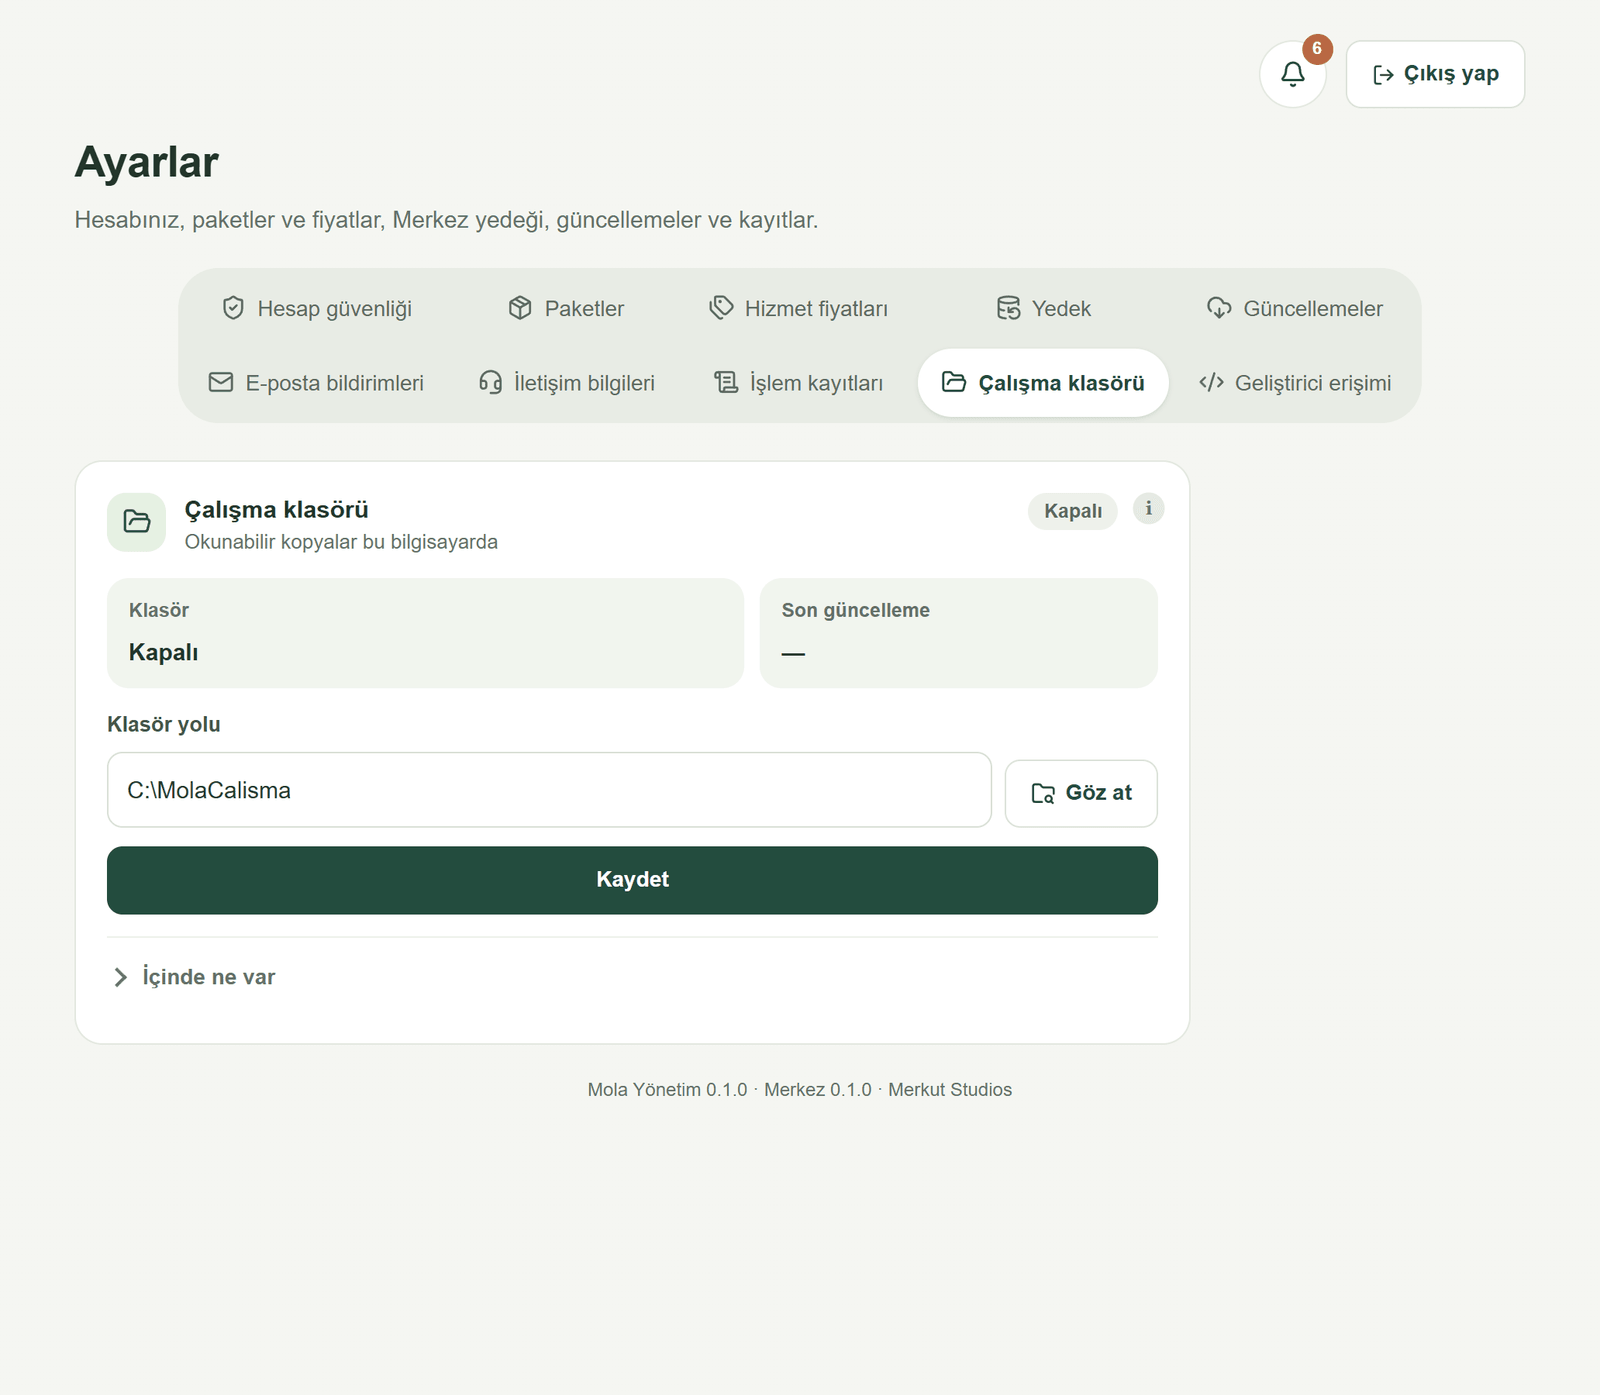 6
Çıkış yap
Ayarlar
Hesabınız, paketler ve fiyatlar, Merkez yedeği, güncellemeler ve kayıtlar.
Hesap güvenliği
Paketler
Hizmet fiyatları
Yedek
Güncellemeler
E-posta bildirimleri
İletişim bilgileri
İşlem kayıtları
Çalışma klasörü
Geliştirici erişimi
Çalışma klasörü
Okunabilir kopyalar bu bilgisayarda
Kapalı
i
Klasör
Kapalı
Son güncelleme
—
Klasör yolu
C:\MolaCalisma
Göz at
Kaydet
İçinde ne var
Mola Yönetim 0.1.0 · Merkez 0.1.0 · Merkut Studios